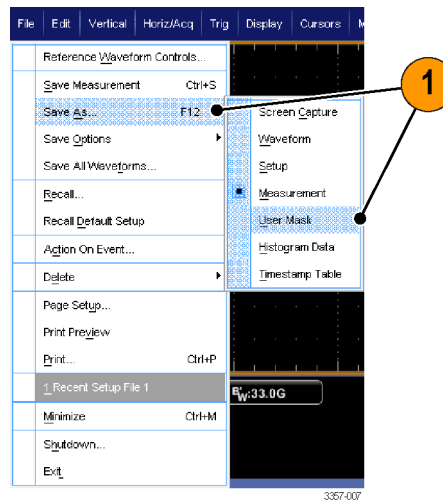 File Edit Vertical Horiz/Acq Trig Display Cursors M
Reference Waveform Controls...
Save Measurement Ctrl+S
Save As... F12
Save Options
Save All Waveforms...
Recall...
Recall Default Setup
Action On Event...
Delete
Page Setup...
Print Preview
Print... Ctrl+P
1 Recent Setup File 1
Minimize Ctrl+M
Shutdown...
Exit
Screen Capture
Waveform
Setup
Measurement
User Mask
Histogram Data
Timestamp Table
1
BW:33.0G
3357-007